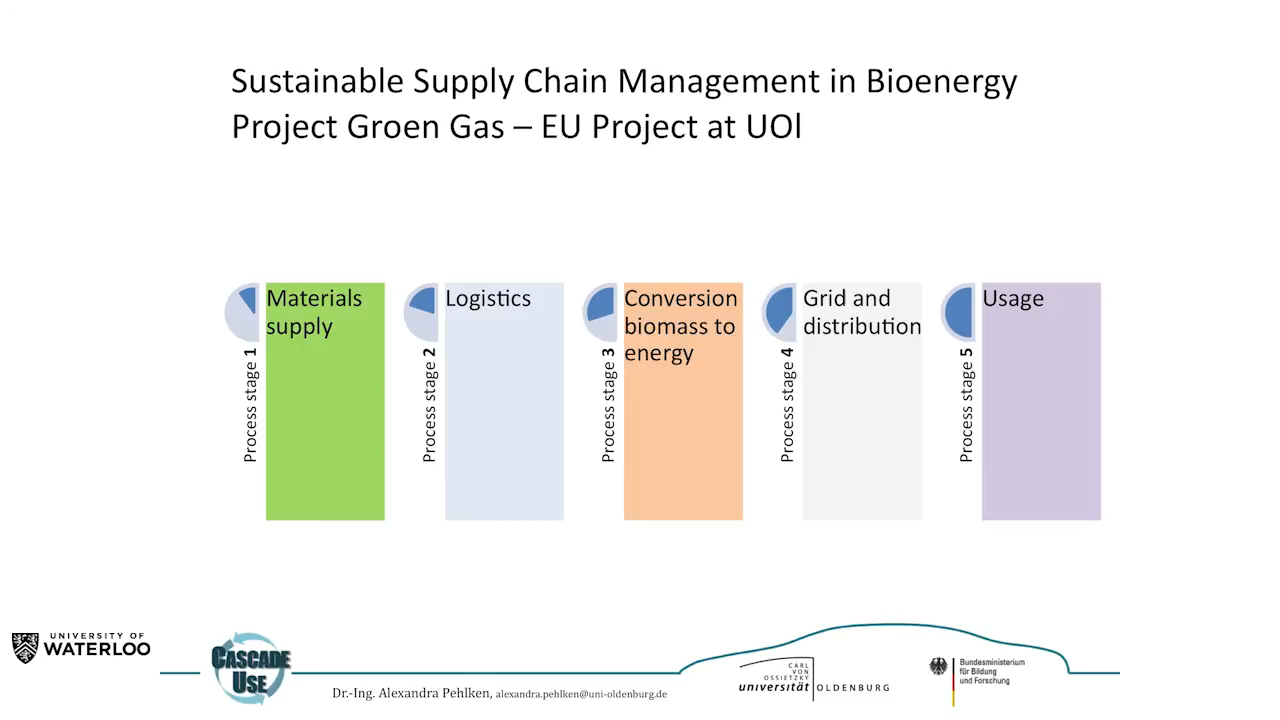 Sustainable Supply Chain Management in Bioenergy
Project Groen Gas – EU Project at UOl
Process stage 1
Materials
supply
Process stage 2
Logistics
Process stage 3
Conversion
biomass to
energy
Process stage 4
Grid and
distribution
Process stage 5
Usage
UNIVERSITY OF
WATERLOO
CASCADE
USE
Dr.-Ing. Alexandra Pehlken, alexandra.pehlken@uni-oldenburg.de
CARL
VON
OSSIETZKY
universität OLDENBURG
Bundesministerium
für Bildung
und Forschung